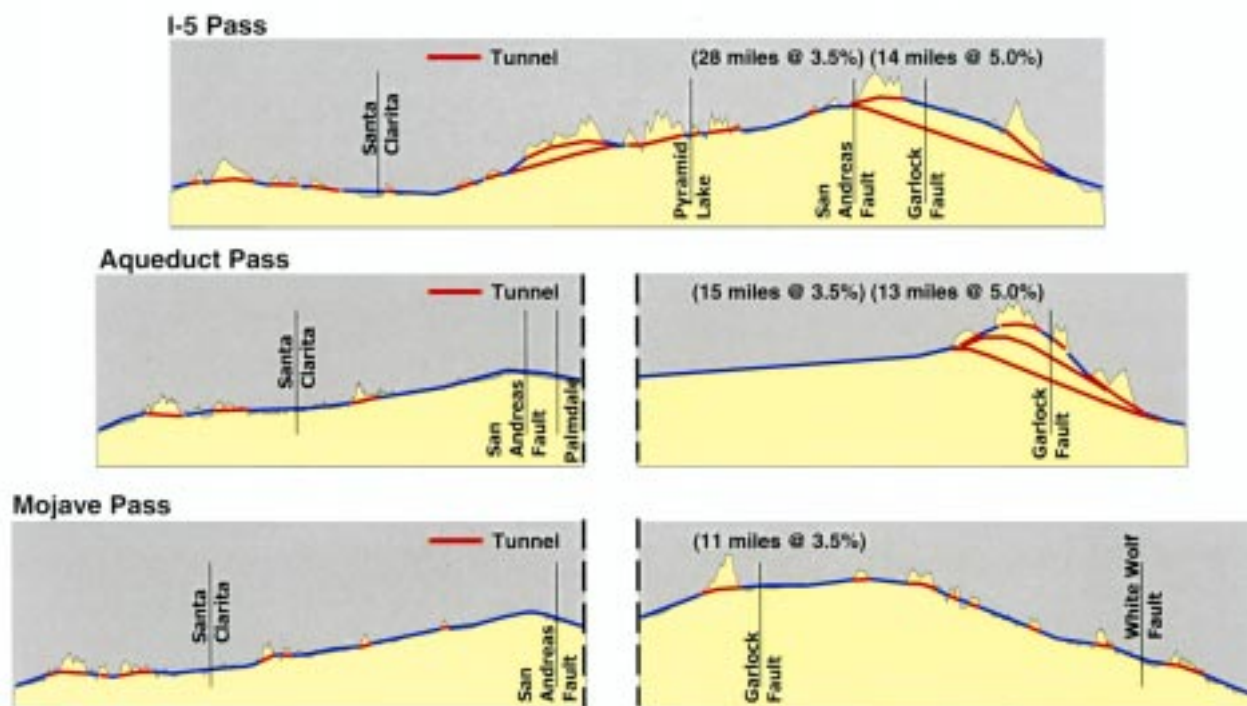 I-5 Pass
Tunnel
(28 miles @ 3.5%) (14 miles @ 5.0%)
Santa
Clarita
Pyramid
Lake
San
Andreas
Fault
Garlock
Fault
Aqueduct Pass
Tunnel
(15 miles @ 3.5%) (13 miles @ 5.0%)
Santa
Clarita
San
Andreas
Fault
Palmdale
Garlock
Fault
Mojave Pass
Tunnel
(11 miles @ 3.5%)
Santa
Clarita
San
Andreas
Fault
Garlock
Fault
White Wolf
Fault